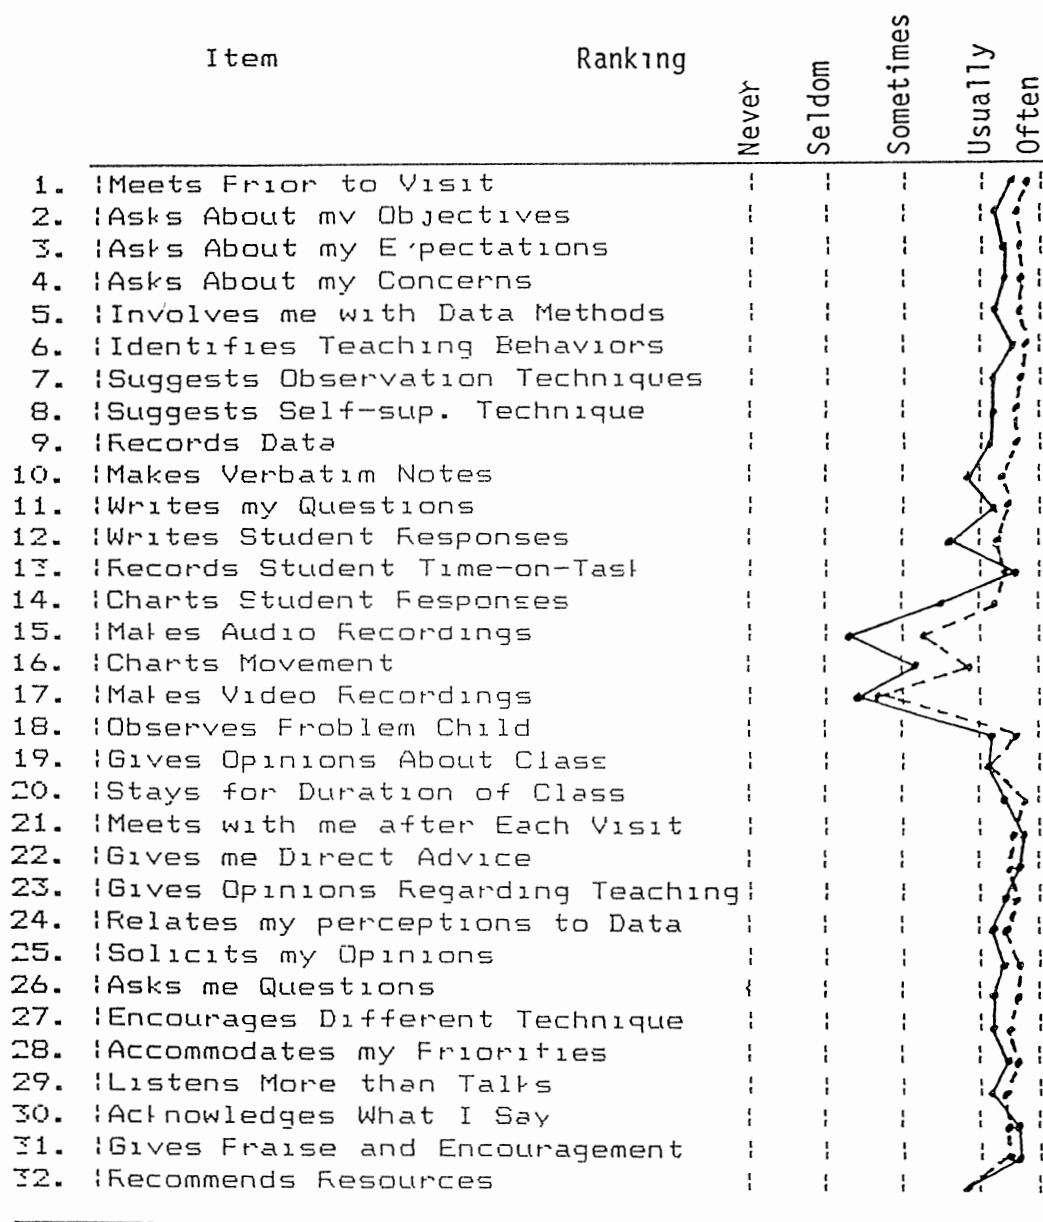 Item Ranking Never Seldom Sometimes Usually Often
1. Meets Prior to Visit
2. Asks About my Objectives
3. Asks About my Expectations
4. Asks About my Concerns
5. Involves me with Data Methods
6. Identifies Teaching Behaviors
7. Suggests Observation Techniques
8. Suggests Self-sup. Technique
9. Records Data
10. Makes Verbatim Notes
11. Writes my Questions
12. Writes Student Responses
13. Records Student Time-on-Task
14. Charts Student Responses
15. Makes Audio Recordings
16. Charts Movement
17. Makes Video Recordings
18. Observes Problem Child
19. Gives Opinions About Class
20. Stays for Duration of Class
21. Meets with me after Each Visit
22. Gives me Direct Advice
23. Gives Opinions Regarding Teaching
24. Relates my perceptions to Data
25. Solicits my Opinions
26. Asks me Questions
27. Encourages Different Technique
28. Accommodates my Priorities
29. Listens More than Talks
30. Acknowledges What I Say
31. Gives Praise and Encouragement
32. Recommends Resources